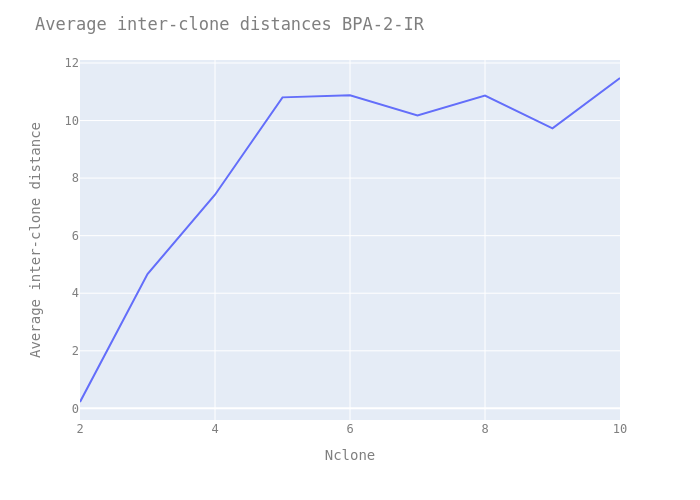 Average inter-clone distances BPA-2-IR
Average inter-clone distance
12
10
8
6
4
2
0
2 4 6 8 10
Nclone